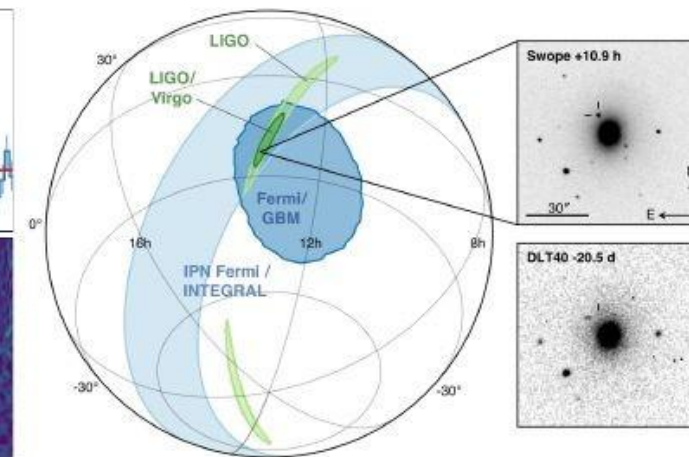 LIGO
LIGO/
Virgo
30°
Fermi/
GBM
0°
16h
12h
8h
IPN Fermi /
INTEGRAL
-30°
-30°
Swope +10.9 h
30"
E
DLT40 -20.5 d